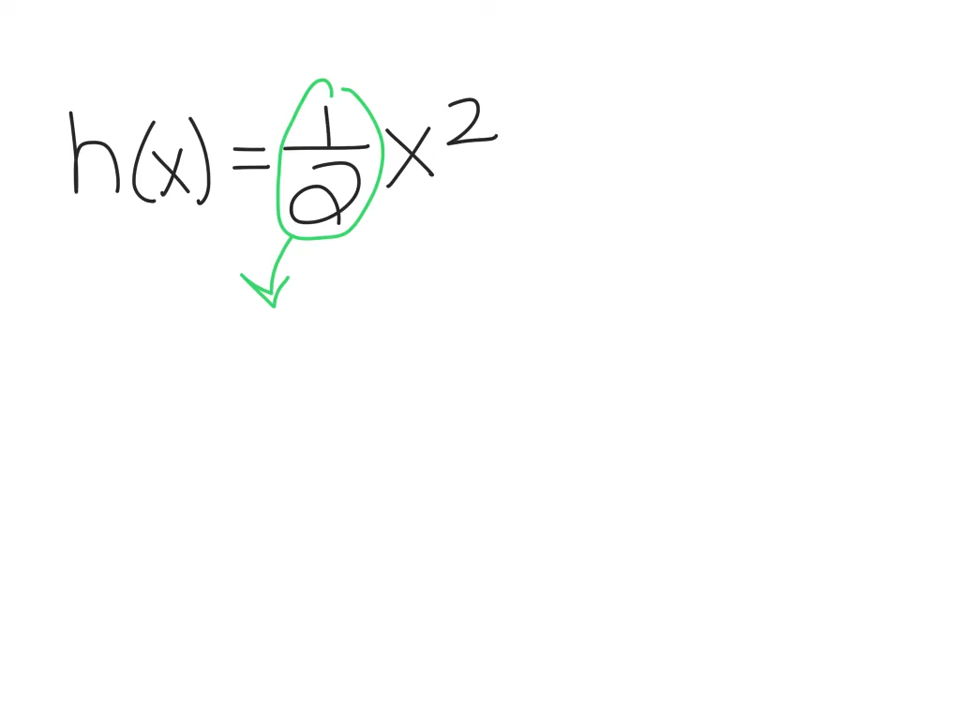 h(x) = 1/2 x²